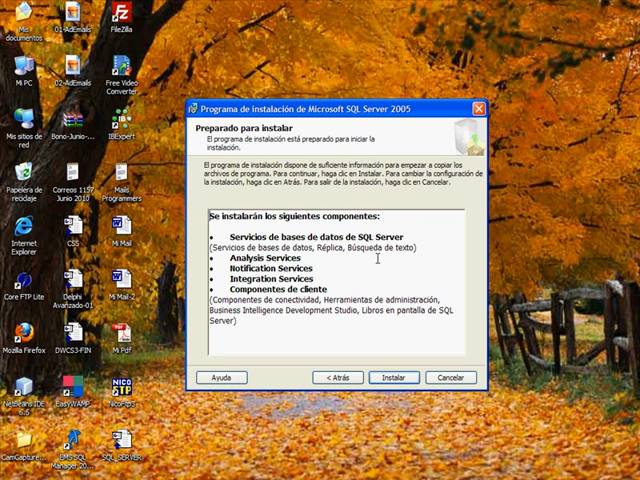 Mis
documentos
01-AdEmails
FileZilla
Mi PC
02-AdEmails
Free Video
Converter
Mis sitios de
red
Bono-Junio-...
IBExpert
Papelera de
reciclaje
Correos 1157
Junio 2010
Mails
Programmers
Internet
Explorer
CSS
Mi Mail
Core FTP Lite
Delphi
Avanzado-01
Mi Mail-2
Mozilla Firefox
DWCS3-FIN
Mi Pdf
NetBeans IDE
6.5
EasyWAMP
NicoFtp3
CamCapture...
EMS SQL
Manager 20...
SQL_SERVER
Programa de instalación de Microsoft SQL Server 2005
Preparado para instalar
El programa de instalación está preparado para iniciar la
instalación.
El programa de instalación dispone de suficiente información para empezar a copiar los
archivos de programa. Para continuar, haga clic en Instalar. Para cambiar la configuración de
la instalación, haga clic en Atrás. Para salir de la instalación, haga clic en Cancelar.
Se instalarán los siguientes componentes:
• Servicios de bases de datos de SQL Server
(Servicios de bases de datos, Réplica, Búsqueda de texto)
• Analysis Services
• Notification Services
• Integration Services
• Componentes de cliente
(Componentes de conectividad, Herramientas de administración,
Business Intelligence Development Studio, Libros en pantalla de SQL
Server)
Ayuda
< Atrás
Instalar
Cancelar